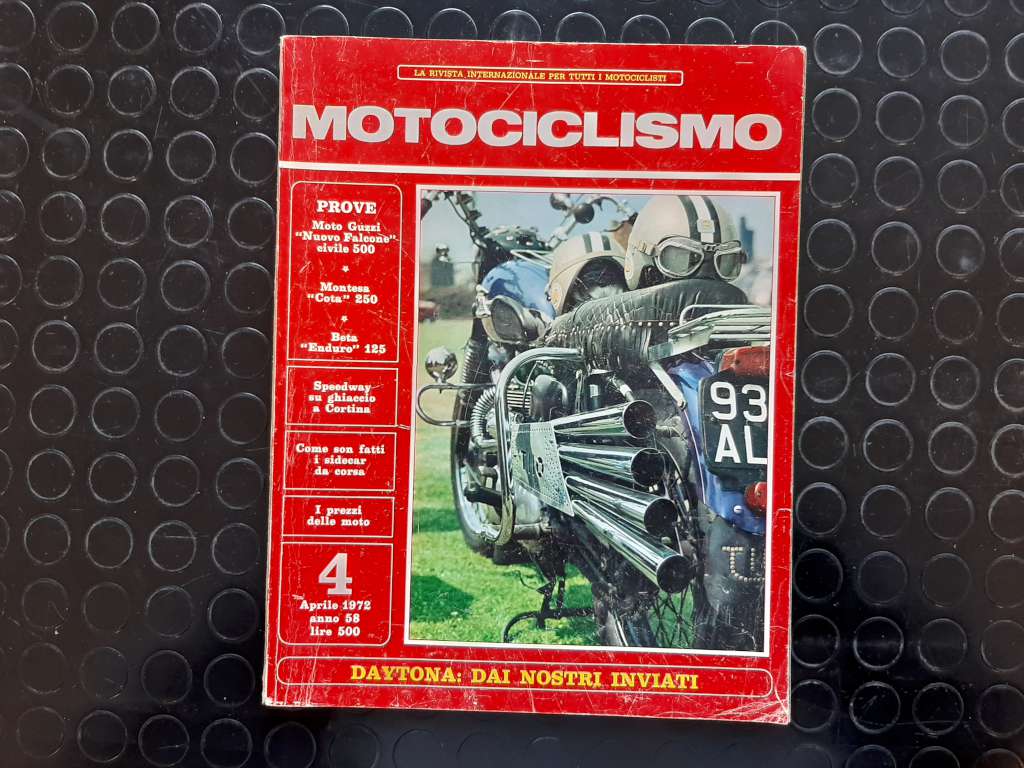 LA RIVISTA INTERNAZIONALE PER TUTTI I MOTOCICLISTI
MOTOCICLISMO
PROVE
Moto Guzzi
"Nuovo Falcone"
civile 500
Montesa
"Cota" 250
Beta
"Enduro" 125
Speedway
su ghiaccio
a Cortina
Come son fatti
i sidecar
da corsa
I prezzi
delle moto
4
Aprile 1972
anno 58
lire 500
93
AL
TU
DAYTONA: DAI NOSTRI INVIATI